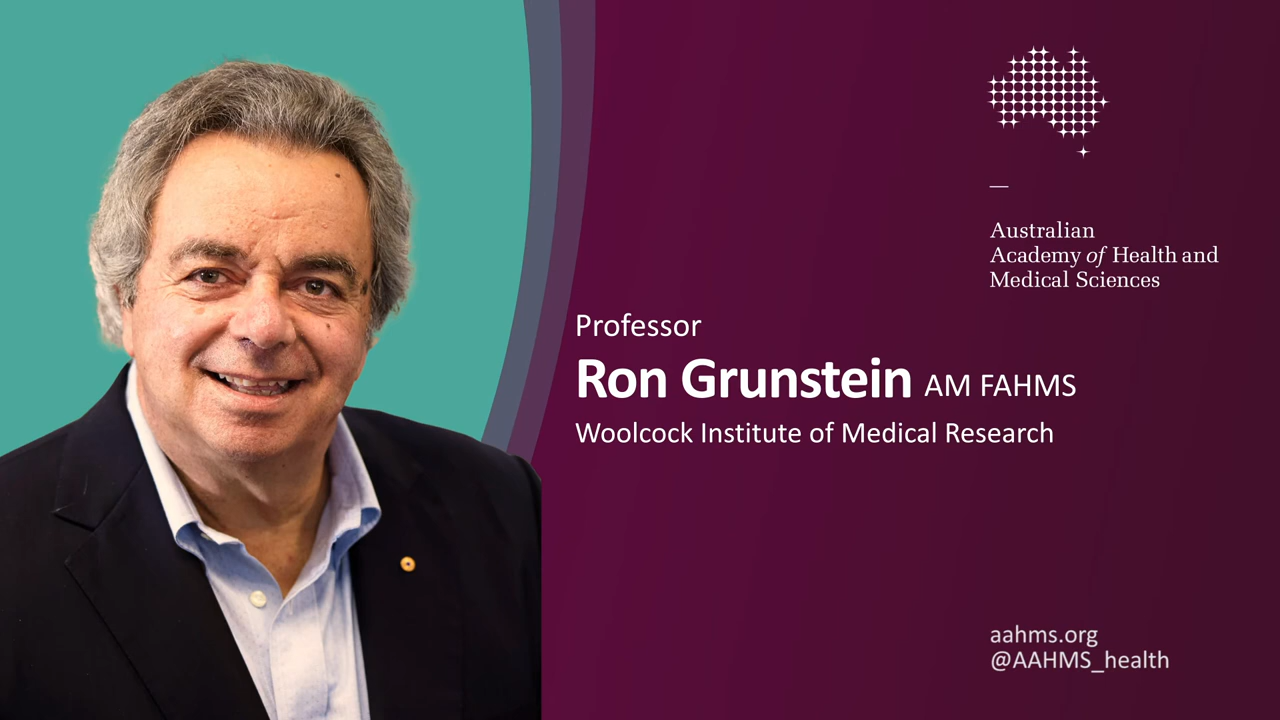 Australian
Academy of Health and
Medical Sciences
Professor
Ron Grunstein AM FAHMS
Woolcock Institute of Medical Research
aahms.org
@AAHMS_health